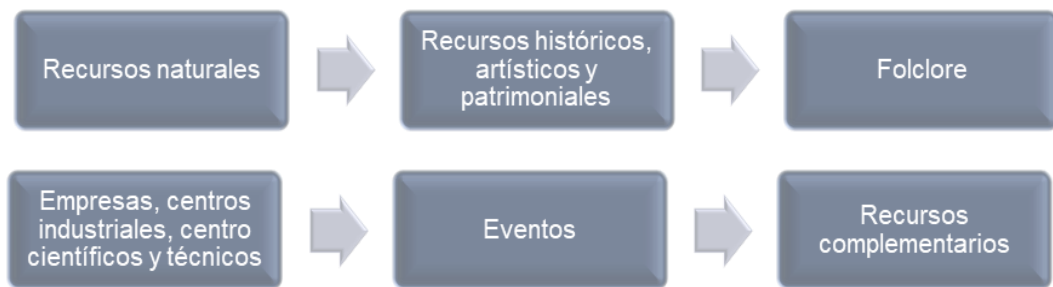 Recursos naturales
Recursos históricos,
artísticos y
patrimoniales
Folclore
Empresas, centros
industriales, centro
científicos y técnicos
Eventos
Recursos
complementarios